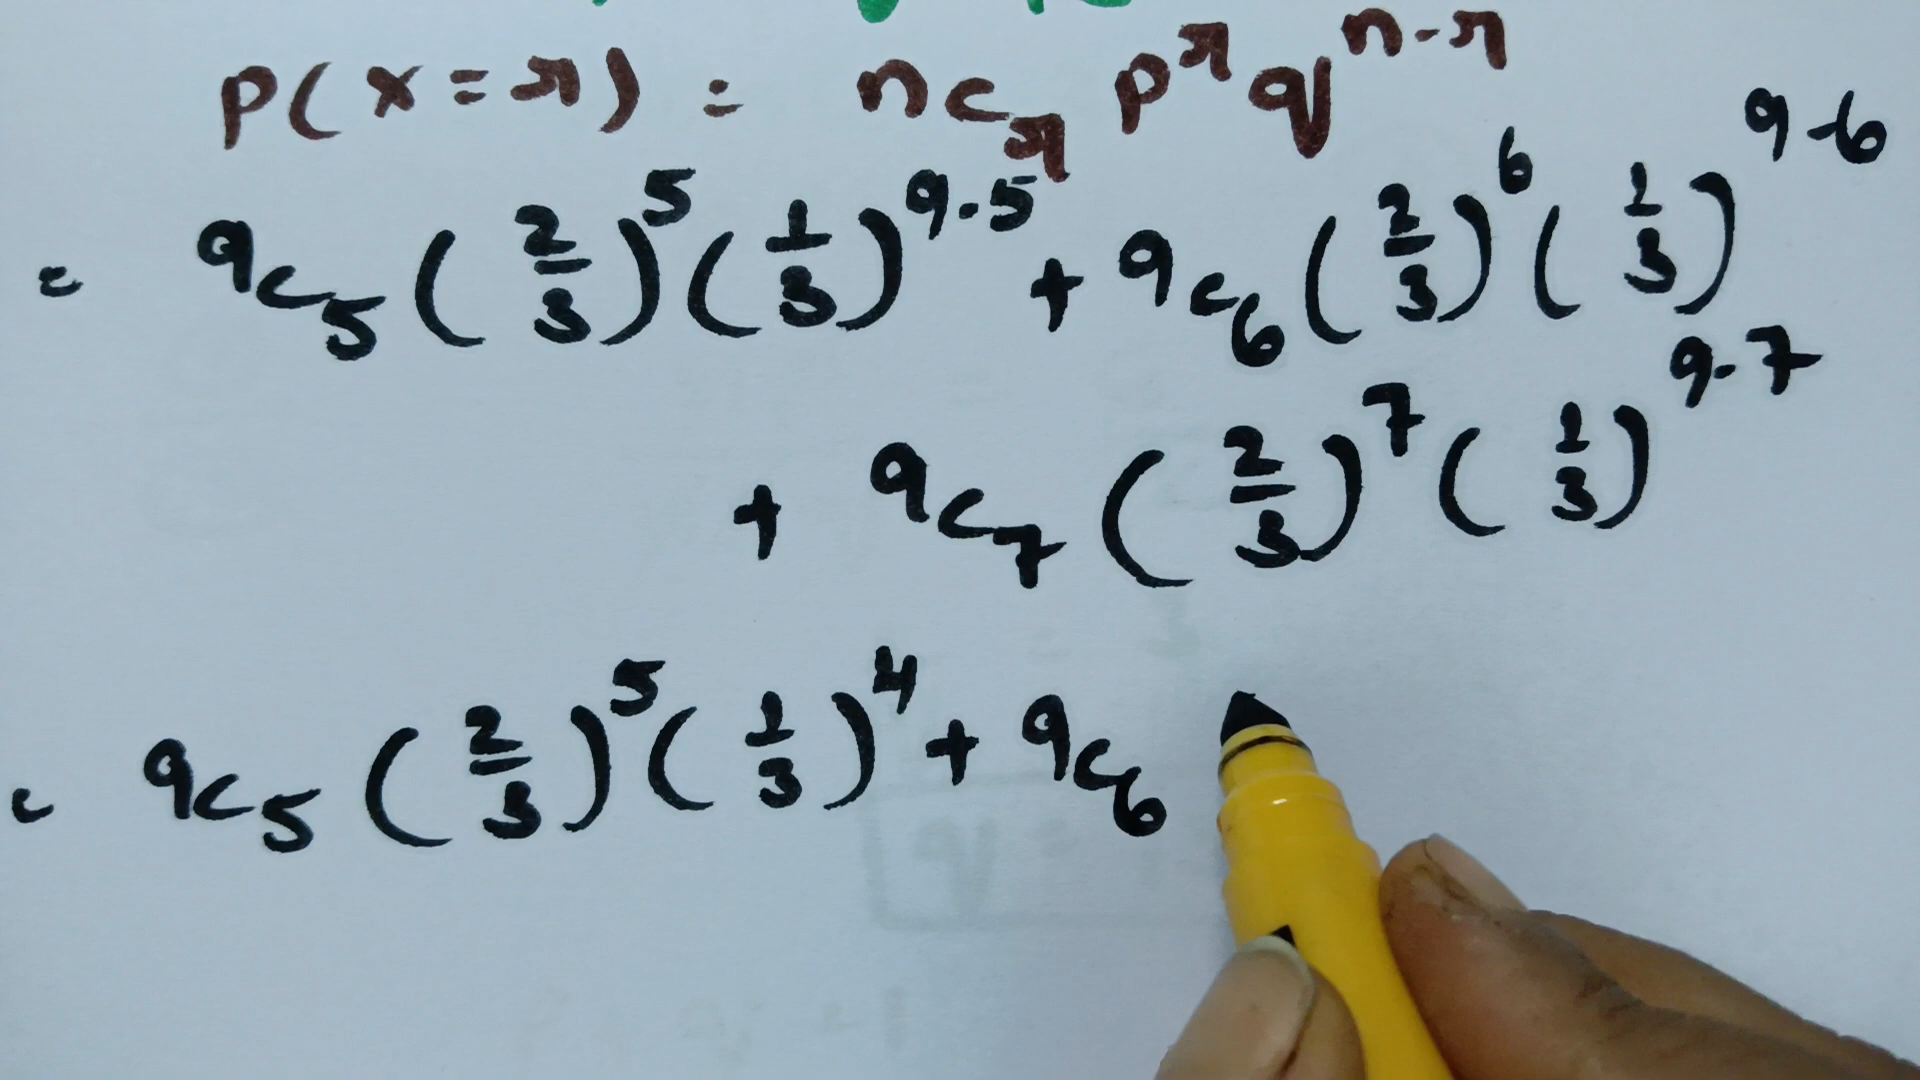 P(x=r) = nCr p^r q^(n-r)
= 9C5 (2/3)^5 (1/3)^(9-5) + 9C6 (2/3)^6 (1/3)^(9-6)
+ 9C7 (2/3)^7 (1/3)^(9-7)
= 9C5 (2/3)^5 (1/3)^4 + 9C6